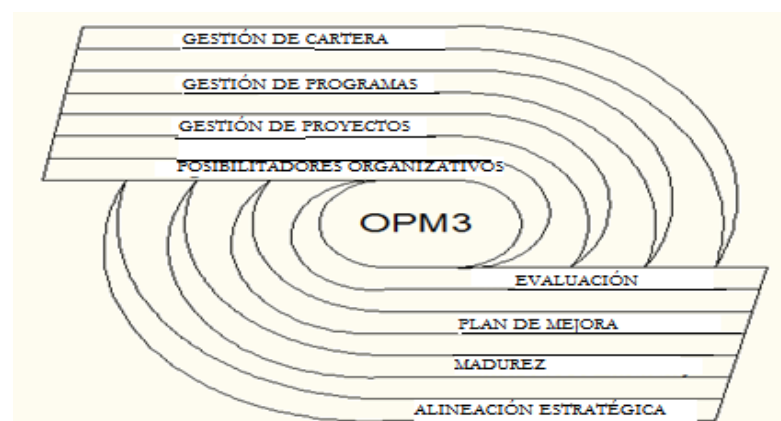 GESTIÓN DE CARTERA
GESTIÓN DE PROGRAMAS
GESTIÓN DE PROYECTOS
POSIBILITADORES ORGANIZATIVOS
OPM3
EVALUACIÓN
PLAN DE MEJORA
MADUREZ
ALINEACIÓN ESTRATÉGICA